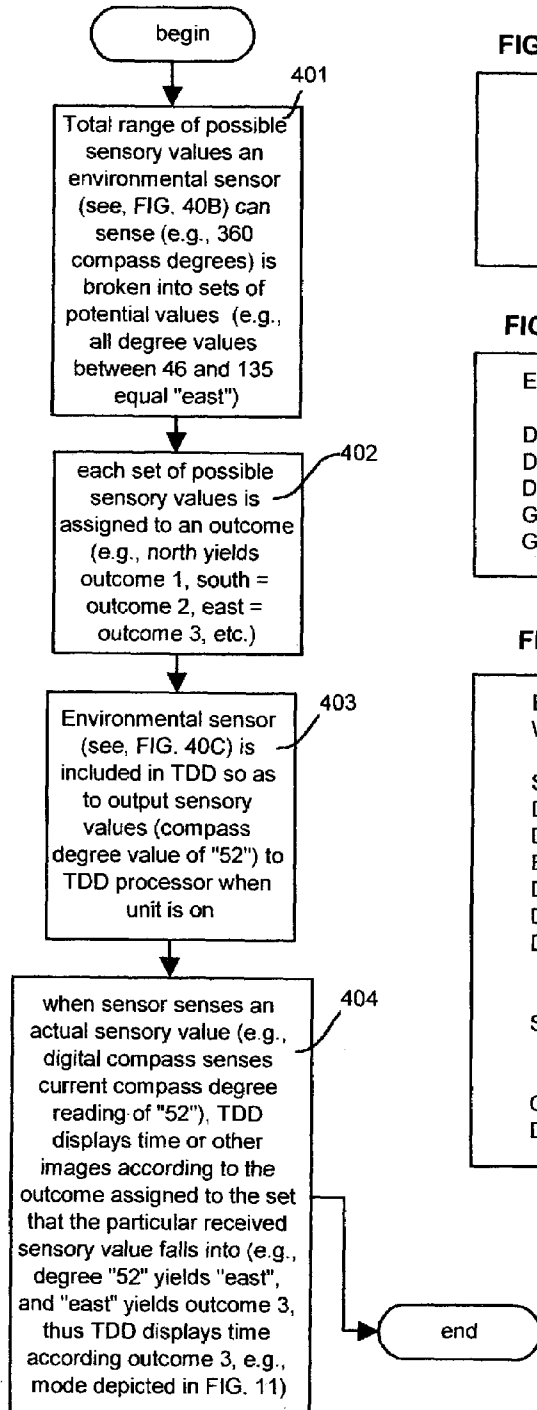 begin
401
Total range of possible
sensory values an
environmental sensor
(see, FIG. 40B) can
sense (e.g., 360
compass degrees) is
broken into sets of
potential values (e.g.,
all degree values
between 46 and 135
equal "east")
402
each set of possible
sensory values is
assigned to an outcome
(e.g., north yields
outcome 1, south =
outcome 2, east =
outcome 3, etc.)
403
Environmental sensor
(see, FIG. 40C) is
included in TDD so as
to output sensory
values (compass
degree value of "52") to
TDD processor when
unit is on
404
when sensor senses an
actual sensory value (e.g.,
digital compass senses
current compass degree
reading of "52"), TDD
displays time or other
images according to the
outcome assigned to the set
that the particular received
sensory value falls into (e.g.,
degree "52" yields "east",
and "east" yields outcome 3,
thus TDD displays time
according outcome 3, e.g.,
mode depicted in FIG. 11)
end
FIG
FIG
E
D
D
D
G
G
V
S
D
D
D
D
D
S
D